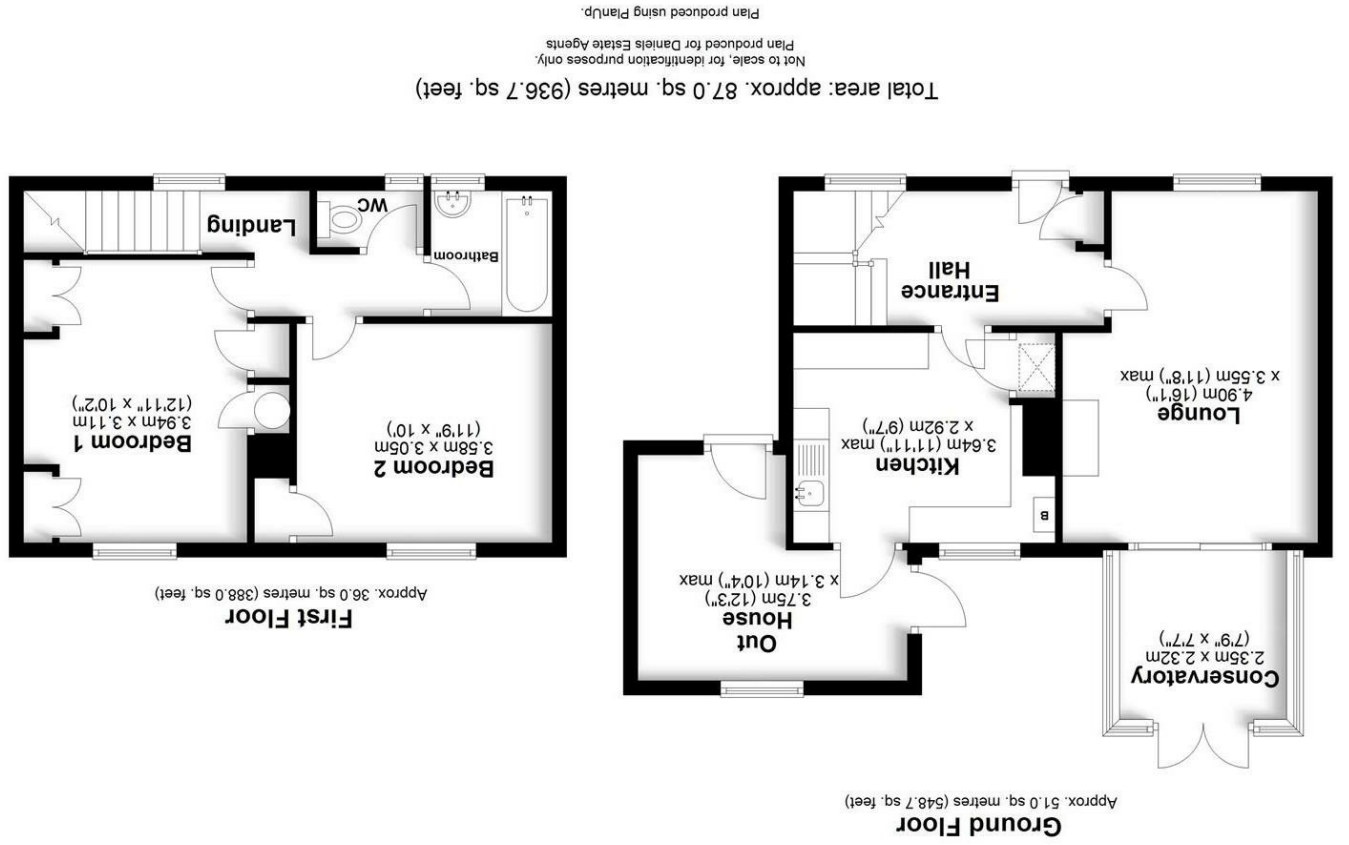 Ground Floor
Approx. 51.0 sq. metres (548.7 sq. feet)
Conservatory
2.35m x 2.32m
(7'9" x 7'7")
Out
House
3.75m (12'3")
x 3.14m (10'4") max
Lounge
4.90m (16'1")
x 3.55m (11'8") max
Kitchen
3.64m (11'11") max
x 2.92m (9'7")
B
Entrance
Hall
First Floor
Approx. 36.0 sq. metres (388.0 sq. feet)
Bedroom 2
3.58m x 3.05m
(11'9" x 10')
Bedroom 1
3.94m x 3.11m
(12'11" x 10'2")
Bathroom
WC
Landing
Total area: approx. 87.0 sq. metres (936.7 sq. feet)
Not to scale, for identification purposes only.
Plan produced for Daniels Estate Agents
Plan produced using PlanUp.